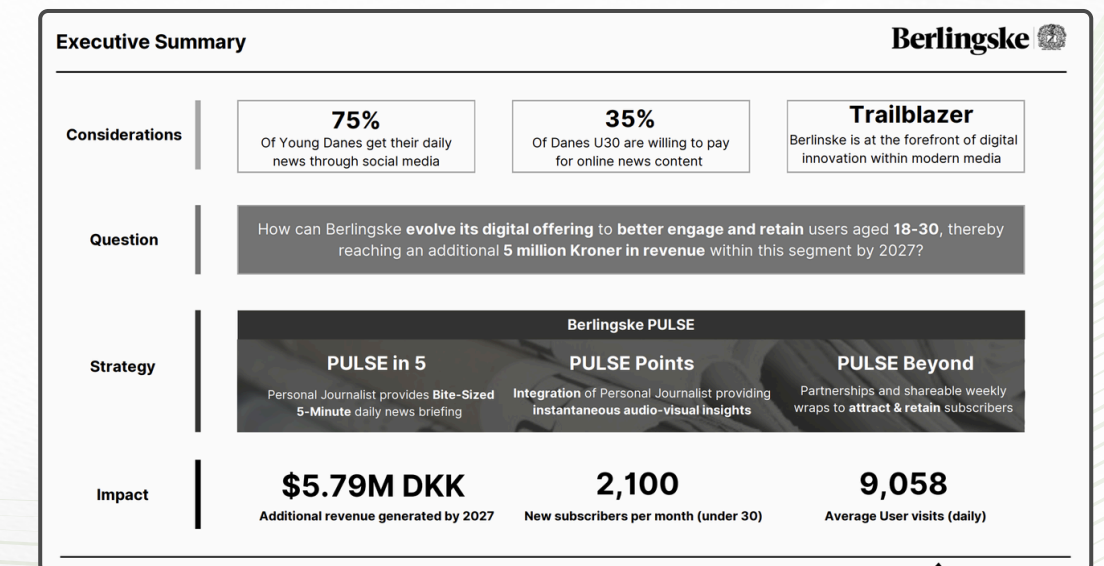 Executive Summary
Berlingske
Considerations
75%
Of Young Danes get their daily
news through social media
35%
Of Danes U30 are willing to pay
for online news content
Trailblazer
Berlinske is at the forefront of digital
innovation within modern media
Question
How can Berlingske evolve its digital offering to better engage and retain users aged 18-30, thereby
reaching an additional 5 million Kroner in revenue within this segment by 2027?
Strategy
Berlingske PULSE
PULSE in 5
Personal Journalist provides Bite-Sized
5-Minute daily news briefing
PULSE Points
Integration of Personal Journalist providing
instantaneous audio-visual insights
PULSE Beyond
Partnerships and shareable weekly
wraps to attract & retain subscribers
Impact
$5.79M DKK
Additional revenue generated by 2027
2,100
New subscribers per month (under 30)
9,058
Average User visits (daily)